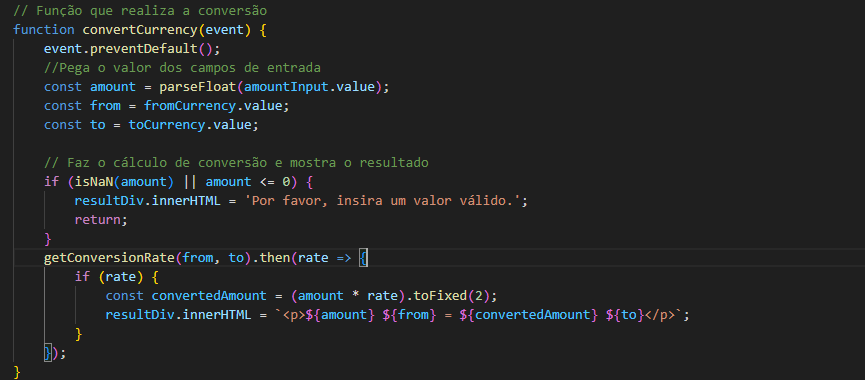 // Função que realiza a conversão
function convertCurrency(event) {
    event.preventDefault();
    //Pega o valor dos campos de entrada
    const amount = parseFloat(amountInput.value);
    const from = fromCurrency.value;
    const to = toCurrency.value;

    // Faz o cálculo de conversão e mostra o resultado
    if (isNaN(amount) || amount <= 0) {
        resultDiv.innerHTML = 'Por favor, insira um valor válido.';
        return;
    }
    getConversionRate(from, to).then(rate => {
        if (rate) {
            const convertedAmount = (amount * rate).toFixed(2);
            resultDiv.innerHTML = `<p>${amount} ${from} = ${convertedAmount} ${to}</p>`;
        }
    });
}